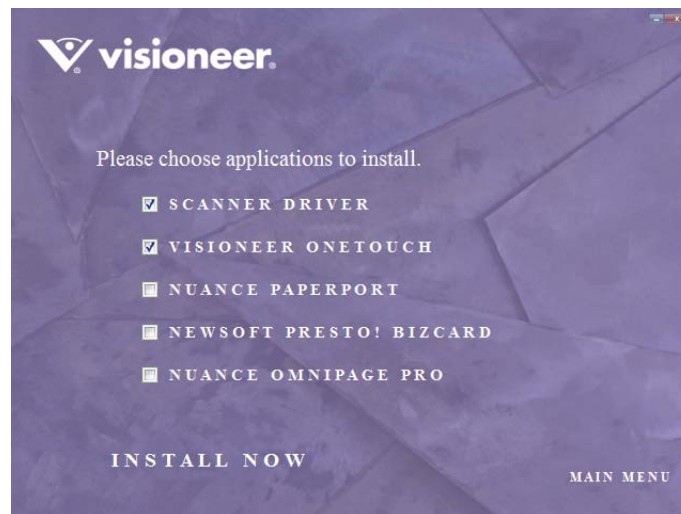 visioneer®
Please choose applications to install.
SCANNER DRIVER
VISIONEER ONETOUCH
NUANCE PAPERPORT
NEWSOFT PRESTO! BIZCARD
NUANCE OMNIPAGE PRO
INSTALL NOW
MAIN MENU